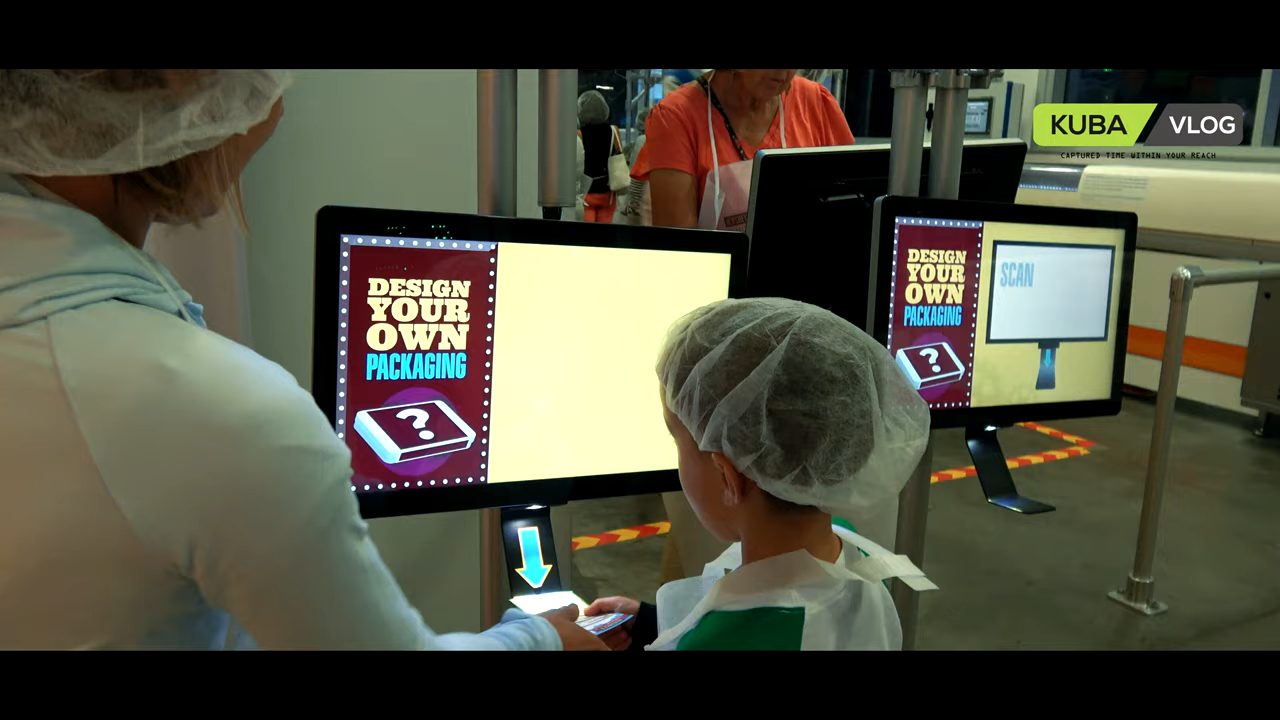 KUBA VLOG
CAPTURED TIME WITHIN YOUR REACH
DESIGN
YOUR
OWN
PACKAGING
?
DESIGN
YOUR
OWN
PACKAGING
?
SCAN